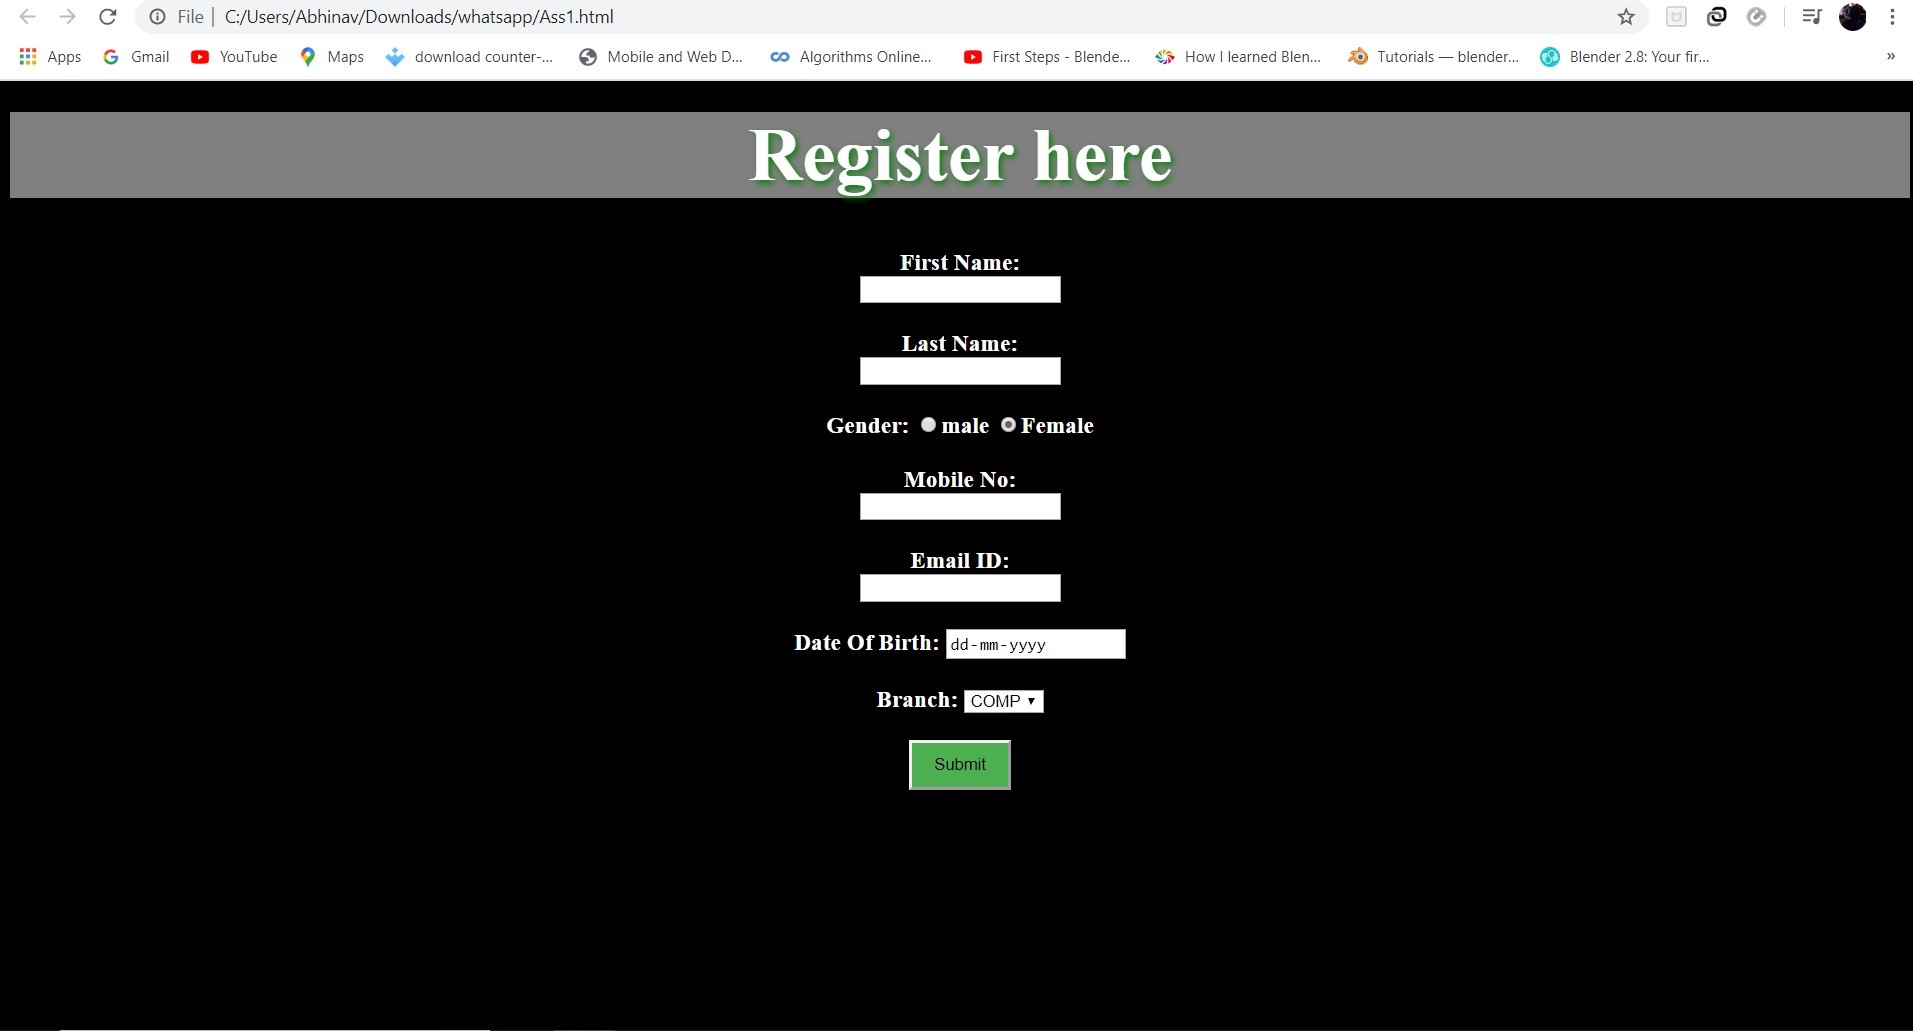 File | C:/Users/Abhinav/Downloads/whatsapp/Ass1.html
Apps Gmail YouTube Maps download counter-... Mobile and Web D... Algorithms Online... First Steps - Blende... How I learned Blen... Tutorials — blender... Blender 2.8: Your fir... »
Register here
First Name:
Last Name:
Gender: male Female
Mobile No:
Email ID:
Date Of Birth: dd-mm-yyyy
Branch: COMP
Submit